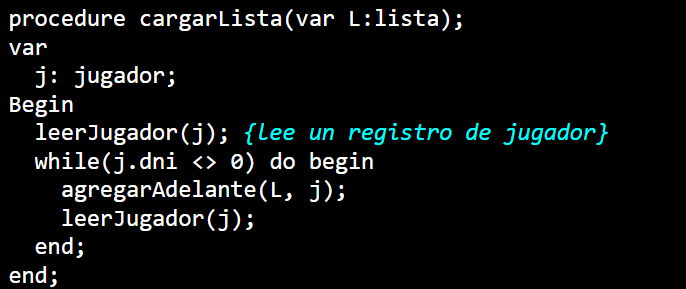 procedure cargarLista(var L:lista);
var
  j: jugador;
Begin
  leerJugador(j); {lee un registro de jugador}
  while(j.dni <> 0) do begin
    agregarAdelante(L, j);
    leerJugador(j);
  end;
end;